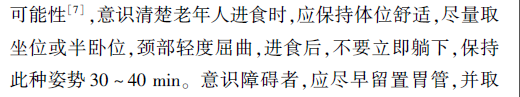 可能性[7],意识清楚老年人进食时,应保持体位舒适,尽量取
坐位或半卧位,颈部轻度屈曲,进食后,不要立即躺下,保持
此种姿势 30 ~ 40 min。意识障碍者,应尽早留置胃管,并取